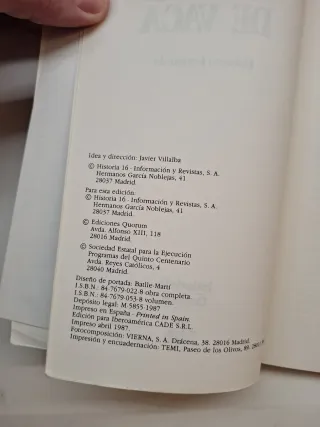 DE VACA
Idea y dirección: Javier Villalba
© Historia 16 - Información y Revistas, S. A.
Hermanos García Noblejas, 41
28037 Madrid.
Para esta edición:
© Historia 16 - Información y Revistas, S. A.
Hermanos García Noblejas, 41
28037 Madrid.
© Ediciones Quorum
Avda. Alfonso XIII, 118
28016 Madrid.
© Sociedad Estatal para la Ejecución
Programas del Quinto Centenario
Avda. Reyes Católicos, 4
28040 Madrid.
Diseño de portada: Batlle-Martí
I.S.B.N.: 84-7679-022-8 obra completa.
I.S.B.N.: 84-7679-053-8 volumen.
Depósito legal: M 5855-1987
Impreso en España - Printed in Spain.
Edición para Iberoamérica CADE S.R.L.
Impreso abril 1987.
Fotocomposición: VIERNA, S. A. Drácena, 38. 28016 Madrid.
Impresión y encuadernación: TEMI, Paseo de los Olivos, 89.